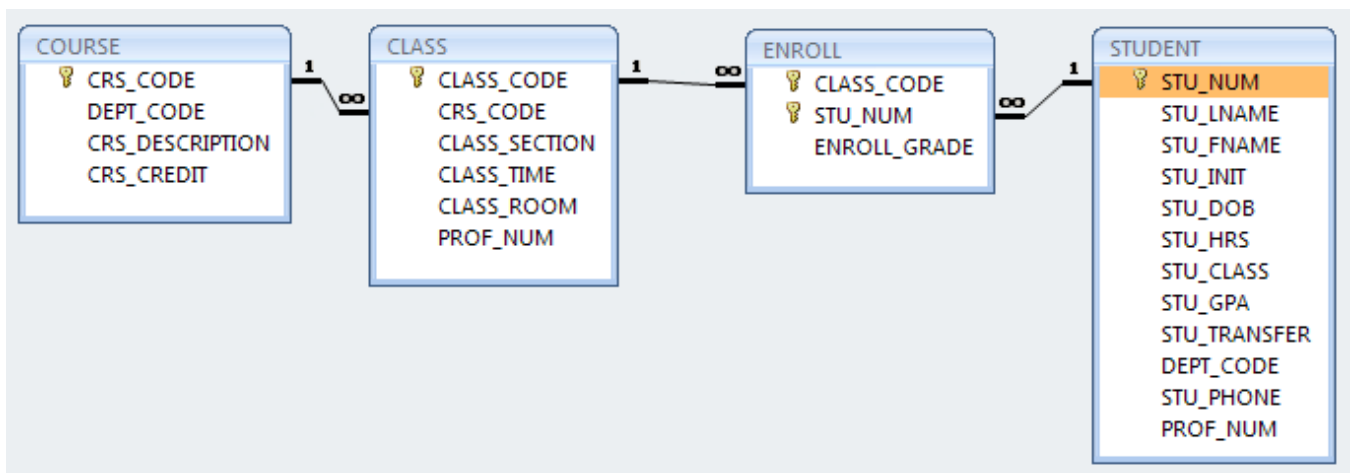 COURSE
CRS_CODE
DEPT_CODE
CRS_DESCRIPTION
CRS_CREDIT
1
∞
CLASS
CLASS_CODE
CRS_CODE
CLASS_SECTION
CLASS_TIME
CLASS_ROOM
PROF_NUM
1
∞
ENROLL
CLASS_CODE
STU_NUM
ENROLL_GRADE
∞
1
STUDENT
STU_NUM
STU_LNAME
STU_FNAME
STU_INIT
STU_DOB
STU_HRS
STU_CLASS
STU_GPA
STU_TRANSFER
DEPT_CODE
STU_PHONE
PROF_NUM